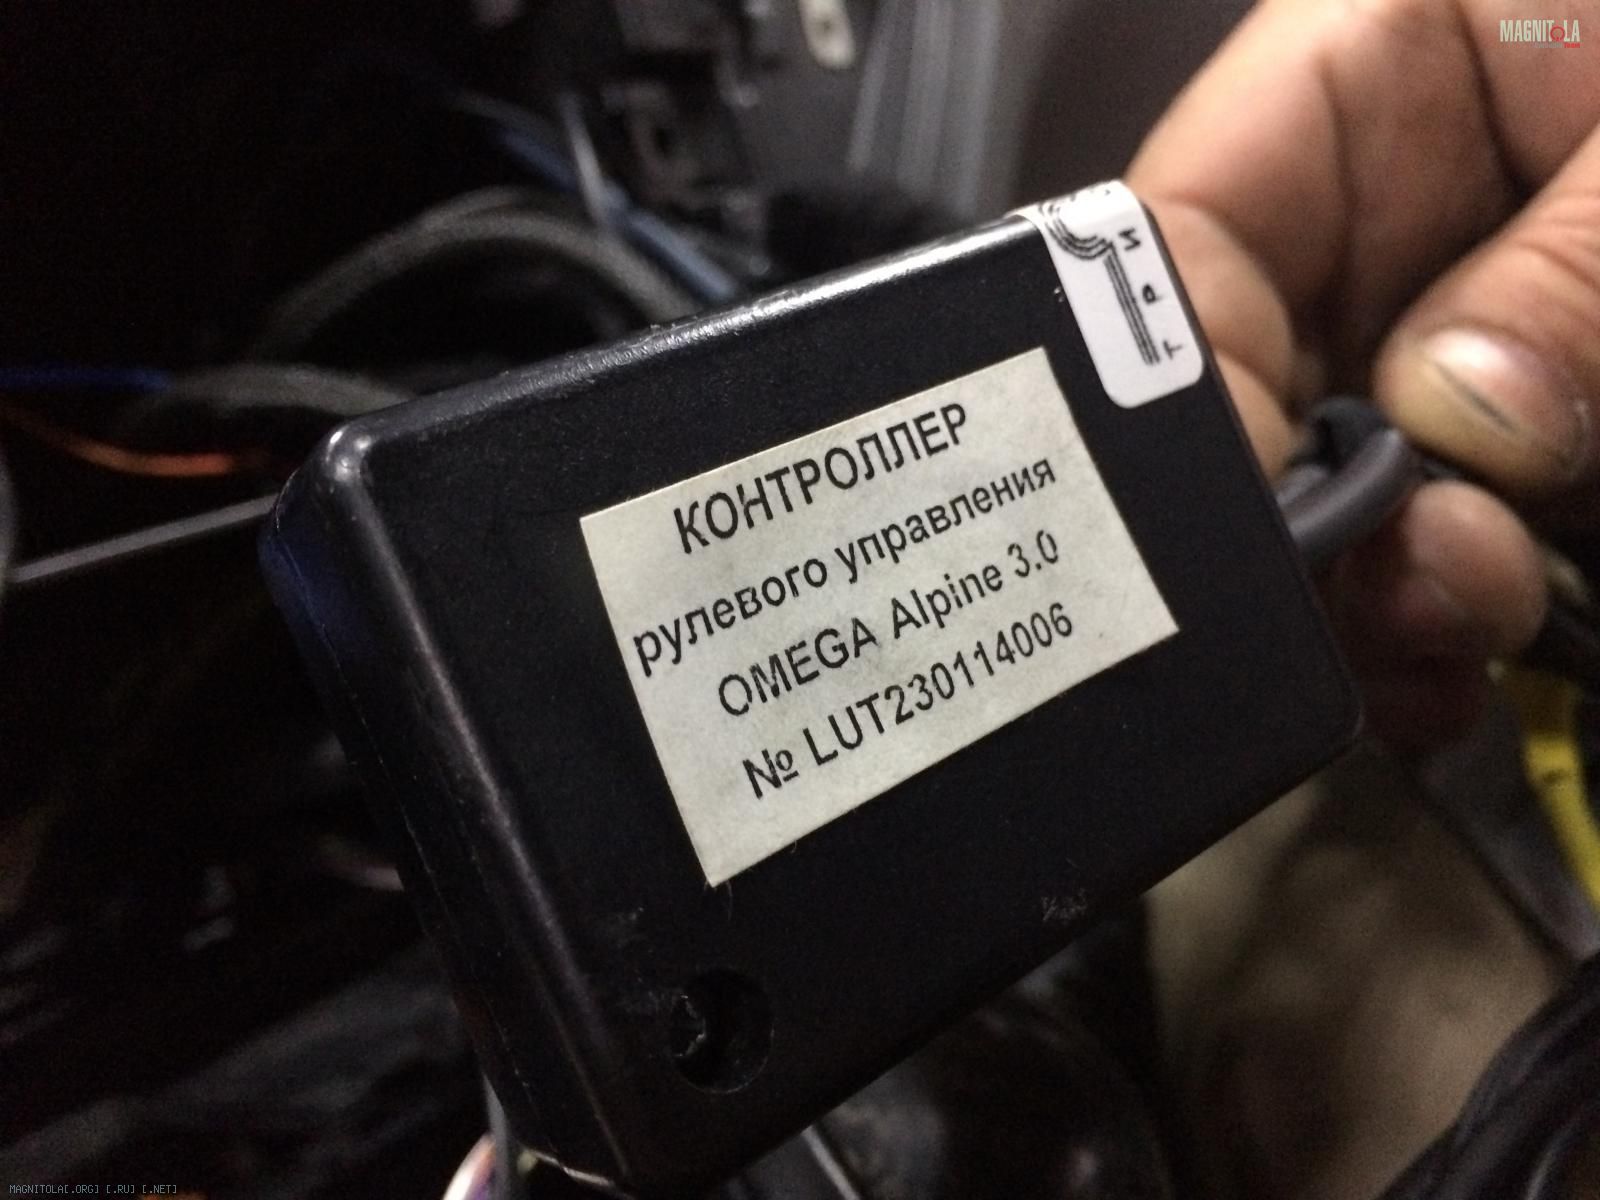 MAGNITOLA
Т Р И
КОНТРОЛЛЕР
рулевого управления
OMEGA Alpine 3.0
№ LUT230114006
MAGNITOLA[.ORG] [.RU] [.NET]